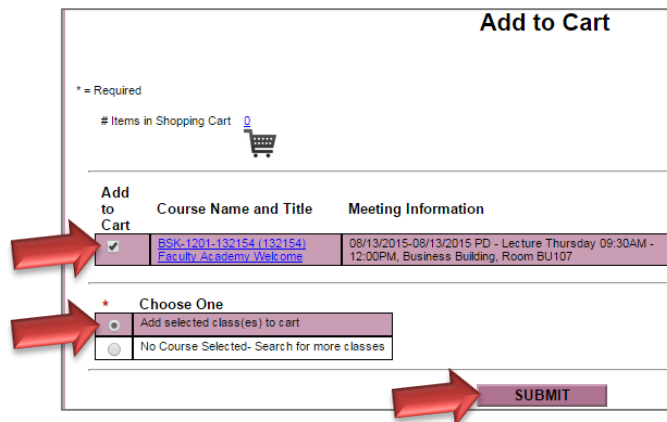 Add to Cart
* = Required
# Items in Shopping Cart 0
Add
to
Cart
Course Name and Title
Meeting Information
BSK-1201-132154 (132154)
Faculty Academy Welcome
08/13/2015-08/13/2015 PD - Lecture Thursday 09:30AM -
12:00PM, Business Building, Room BU107
* Choose One
Add selected class(es) to cart
No Course Selected- Search for more classes
SUBMIT